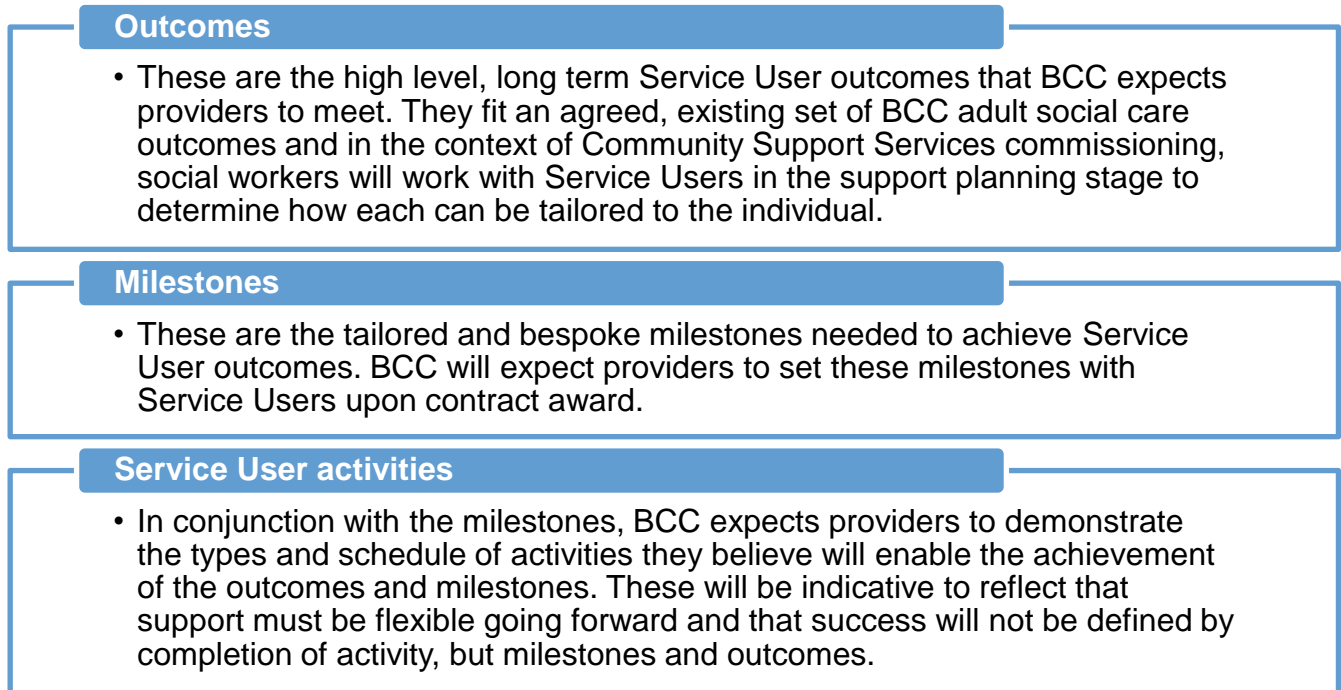 Outcomes
• These are the high level, long term Service User outcomes that BCC expects
providers to meet. They fit an agreed, existing set of BCC adult social care
outcomes and in the context of Community Support Services commissioning,
social workers will work with Service Users in the support planning stage to
determine how each can be tailored to the individual.
Milestones
• These are the tailored and bespoke milestones needed to achieve Service
User outcomes. BCC will expect providers to set these milestones with
Service Users upon contract award.
Service User activities
• In conjunction with the milestones, BCC expects providers to demonstrate
the types and schedule of activities they believe will enable the achievement
of the outcomes and milestones. These will be indicative to reflect that
support must be flexible going forward and that success will not be defined by
completion of activity, but milestones and outcomes.